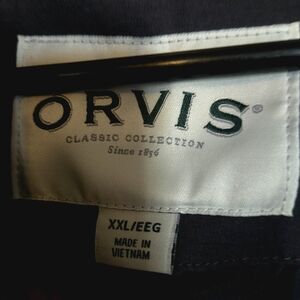 ORVIS®
CLASSIC COLLECTION
Since 1856
XXL/EEG
MADE IN
VIETNAM